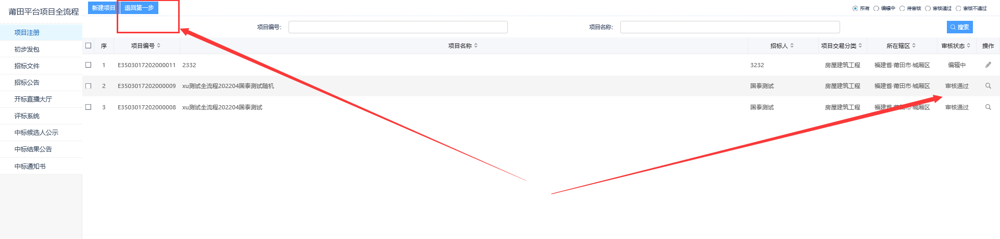 莆田平台项目全流程
新建项目 退回第一步 所有 编辑中 待审核 审核通过 审核不通过
项目编号: 项目名称: 搜索
项目注册
初步发包
招标文件
招标公告
开标直播大厅
评标系统
中标候选人公示
中标结果公告
中标通知书
序 项目编号 项目名称 招标人 项目交易分类 所在辖区 审核状态 操作
1 E3503017202000011 2332 3232 房屋建筑工程 福建省·莆田市·城厢区 编辑中
2 E3503017202000009 xu测试全流程202204国泰测试随机 国泰测试 房屋建筑工程 福建省·莆田市·城厢区 审核通过
3 E3503017202000008 xu测试全流程202204国泰测试 国泰测试 房屋建筑工程 福建省·莆田市·城厢区 审核通过